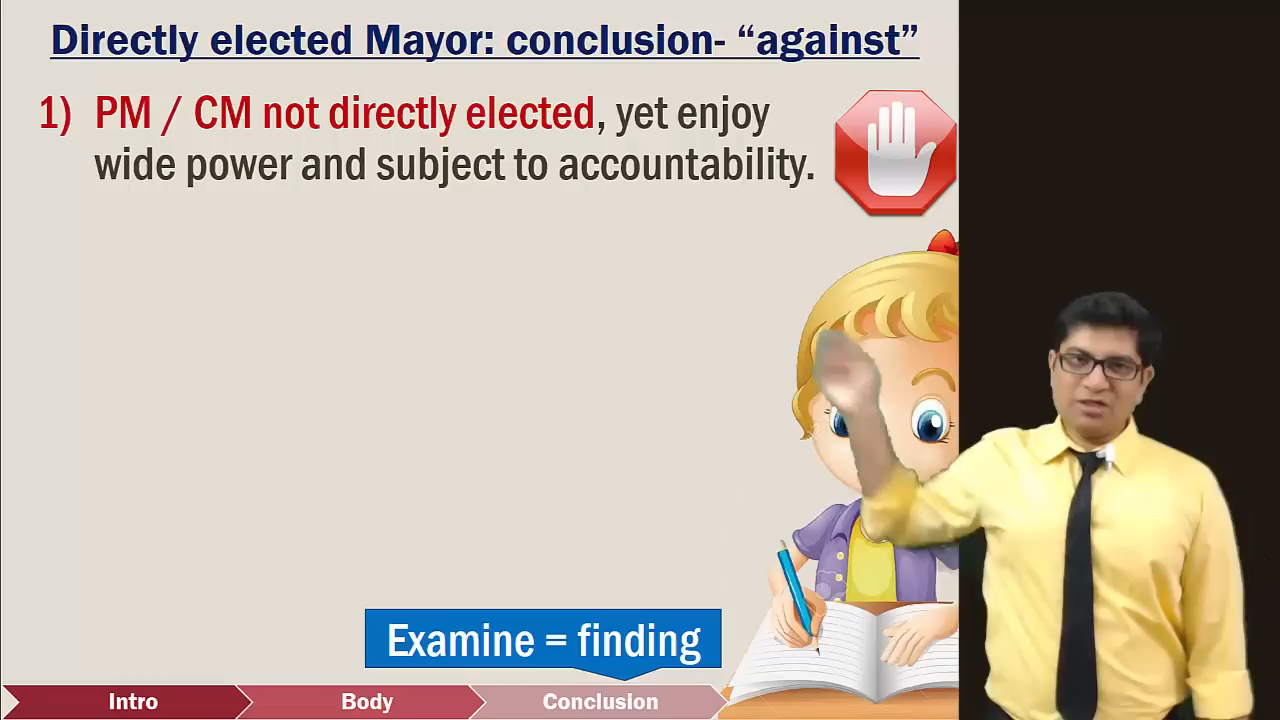 Directly elected Mayor: conclusion- “against”
1) PM / CM not directly elected, yet enjoy
wide power and subject to accountability.
Examine = finding
Intro
Body
Conclusion